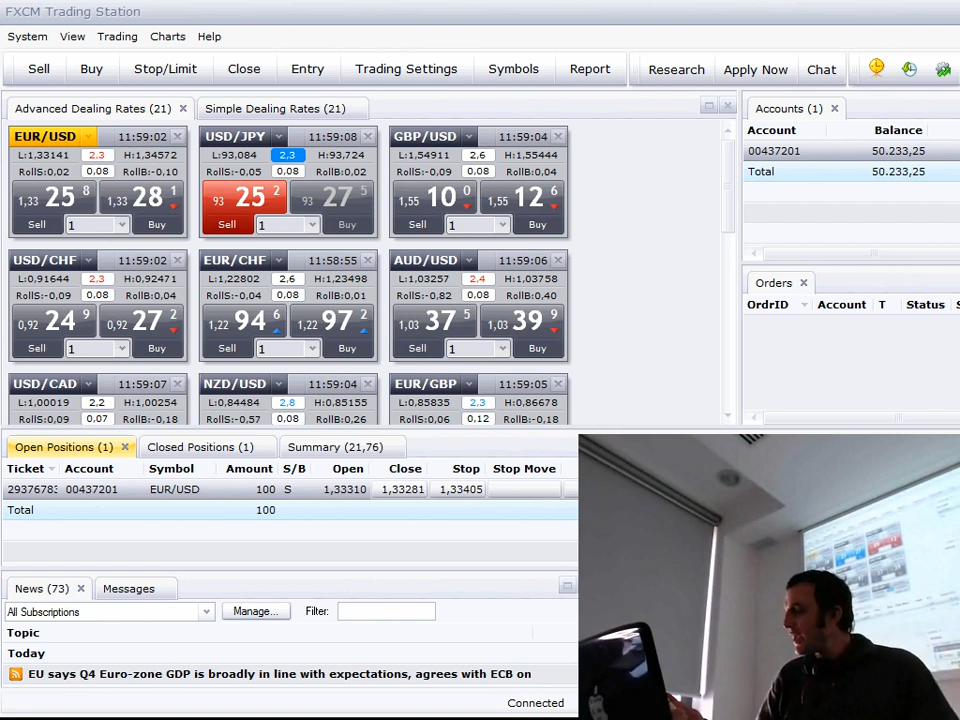 FXCM Trading Station
System View Trading Charts Help
Sell Buy Stop/Limit Close Entry Trading Settings Symbols Report Research Apply Now Chat
Advanced Dealing Rates (21) Simple Dealing Rates (21)
EUR/USD 11:59:02
L:1,33141 2,3 H:1,34572
RollS:0,02 0,08 RollB:-0,10
1,33 25 8 1,33 28 1
Sell 1 Buy
USD/JPY 11:59:08
L:93,084 2,3 H:93,724
RollS:-0,05 0,08 RollB:0,02
93 25 2 93 27 5
Sell 1 Buy
GBP/USD 11:59:04
L:1,54911 2,6 H:1,55444
RollS:-0,09 0,08 RollB:0,04
1,55 10 0 1,55 12 6
Sell 1 Buy
USD/CHF 11:59:02
L:0,91644 2,3 H:0,92471
RollS:-0,09 0,08 RollB:0,04
0,92 24 9 0,92 27 2
Sell 1 Buy
EUR/CHF 11:58:55
L:1,22802 2,6 H:1,23498
RollS:-0,04 0,08 RollB:0,01
1,22 94 6 1,22 97 2
Sell 1 Buy
AUD/USD 11:59:06
L:1,03257 2,4 H:1,03758
RollS:-0,82 0,08 RollB:0,40
1,03 37 5 1,03 39 9
Sell 1 Buy
USD/CAD 11:59:07
L:1,00019 2,2 H:1,00254
RollS:0,09 0,07 RollB:-0,18
NZD/USD 11:59:04
L:0,84484 2,8 H:0,85155
RollS:-0,57 0,08 RollB:0,26
EUR/GBP 11:59:05
L:0,85835 2,3 H:0,86678
RollS:0,06 0,12 RollB:-0,18
Accounts (1)
Account Balance
00437201 50.233,25
Total 50.233,25
Orders
OrdrID Account T Status
Open Positions (1) Closed Positions (1) Summary (21,76)
Ticket Account Symbol Amount S/B Open Close Stop Stop Move
2937678 00437201 EUR/USD 100 S 1,33310 1,33281 1,33405
Total 100
News (73) Messages
All Subscriptions Manage... Filter:
Topic
Today
EU says Q4 Euro-zone GDP is broadly in line with expectations, agrees with ECB on
Connected